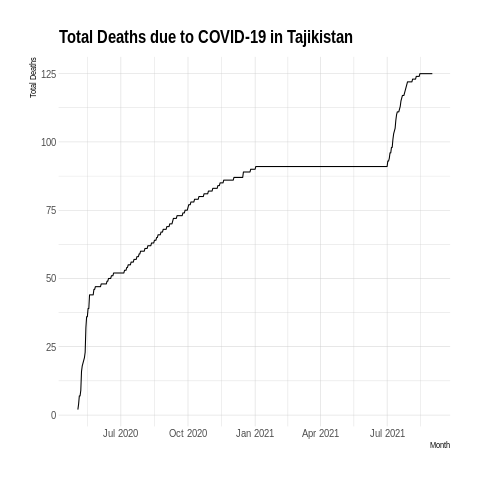 Total Deaths due to COVID-19 in Tajikistan
Total Deaths
125
100
75
50
25
0
Jul 2020 Oct 2020 Jan 2021 Apr 2021 Jul 2021
Month